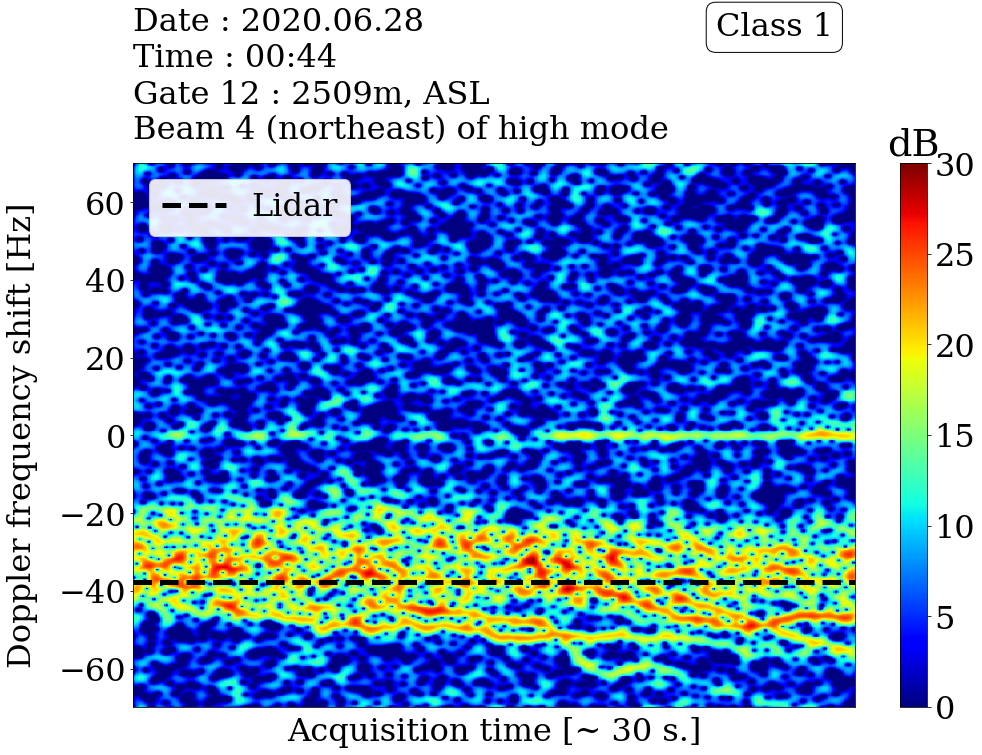 Date : 2020.06.28
Time : 00:44
Gate 12 : 2509m, ASL
Beam 4 (northeast) of high mode
Class 1
dB
Lidar
Doppler frequency shift [Hz]
60
40
20
0
−20
−40
−60
30
25
20
15
10
5
0
Acquisition time [~ 30 s.]